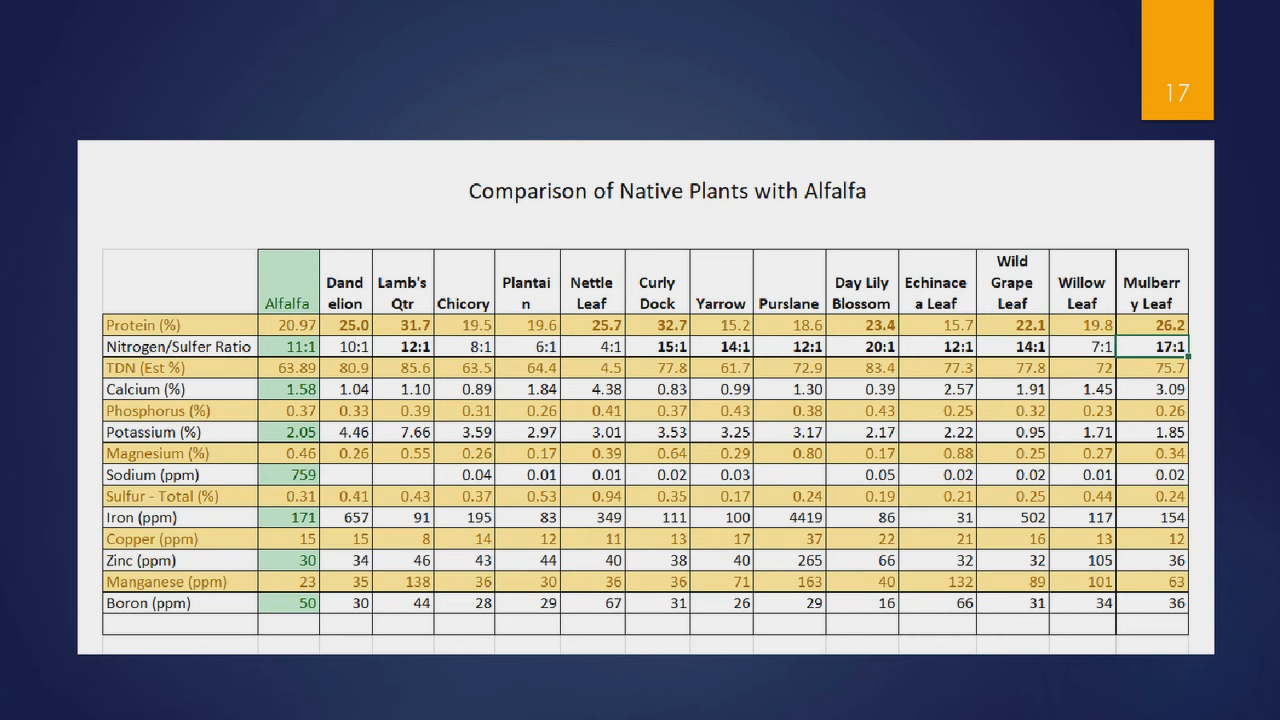 17
Comparison of Native Plants with Alfalfa
Alfalfa Dand elion Lamb's Qtr Chicory Plantai n Nettle Leaf Curly Dock Yarrow Purslane Day Lily Blossom Echinace a Leaf Wild Grape Leaf Willow Leaf Mulberr y Leaf
Protein (%) 20.97 25.0 31.7 19.5 19.6 25.7 32.7 15.2 18.6 23.4 15.7 22.1 19.8 26.2
Nitrogen/Sulfer Ratio 11:1 10:1 12:1 8:1 6:1 4:1 15:1 14:1 12:1 20:1 12:1 14:1 7:1 17:1
TDN (Est %) 63.89 80.9 85.6 63.5 64.4 4.5 77.8 61.7 72.9 83.4 77.3 77.8 72 75.7
Calcium (%) 1.58 1.04 1.10 0.89 1.84 4.38 0.83 0.99 1.30 0.39 2.57 1.91 1.45 3.09
Phosphorus (%) 0.37 0.33 0.39 0.31 0.26 0.41 0.37 0.43 0.38 0.43 0.25 0.32 0.23 0.26
Potassium (%) 2.05 4.46 7.66 3.59 2.97 3.01 3.53 3.25 3.17 2.17 2.22 0.95 1.71 1.85
Magnesium (%) 0.46 0.26 0.55 0.26 0.17 0.39 0.64 0.29 0.80 0.17 0.88 0.25 0.27 0.34
Sodium (ppm) 759 0.04 0.01 0.01 0.02 0.03 0.05 0.02 0.02 0.01 0.02
Sulfur - Total (%) 0.31 0.41 0.43 0.37 0.53 0.94 0.35 0.17 0.24 0.19 0.21 0.25 0.44 0.24
Iron (ppm) 171 657 91 195 83 349 111 100 4419 86 31 502 117 154
Copper (ppm) 15 15 8 14 12 11 13 17 37 22 21 16 13 12
Zinc (ppm) 30 34 46 43 44 40 38 40 265 66 32 32 105 36
Manganese (ppm) 23 35 138 36 30 36 36 71 163 40 132 89 101 63
Boron (ppm) 50 30 44 28 29 67 31 26 29 16 66 31 34 36